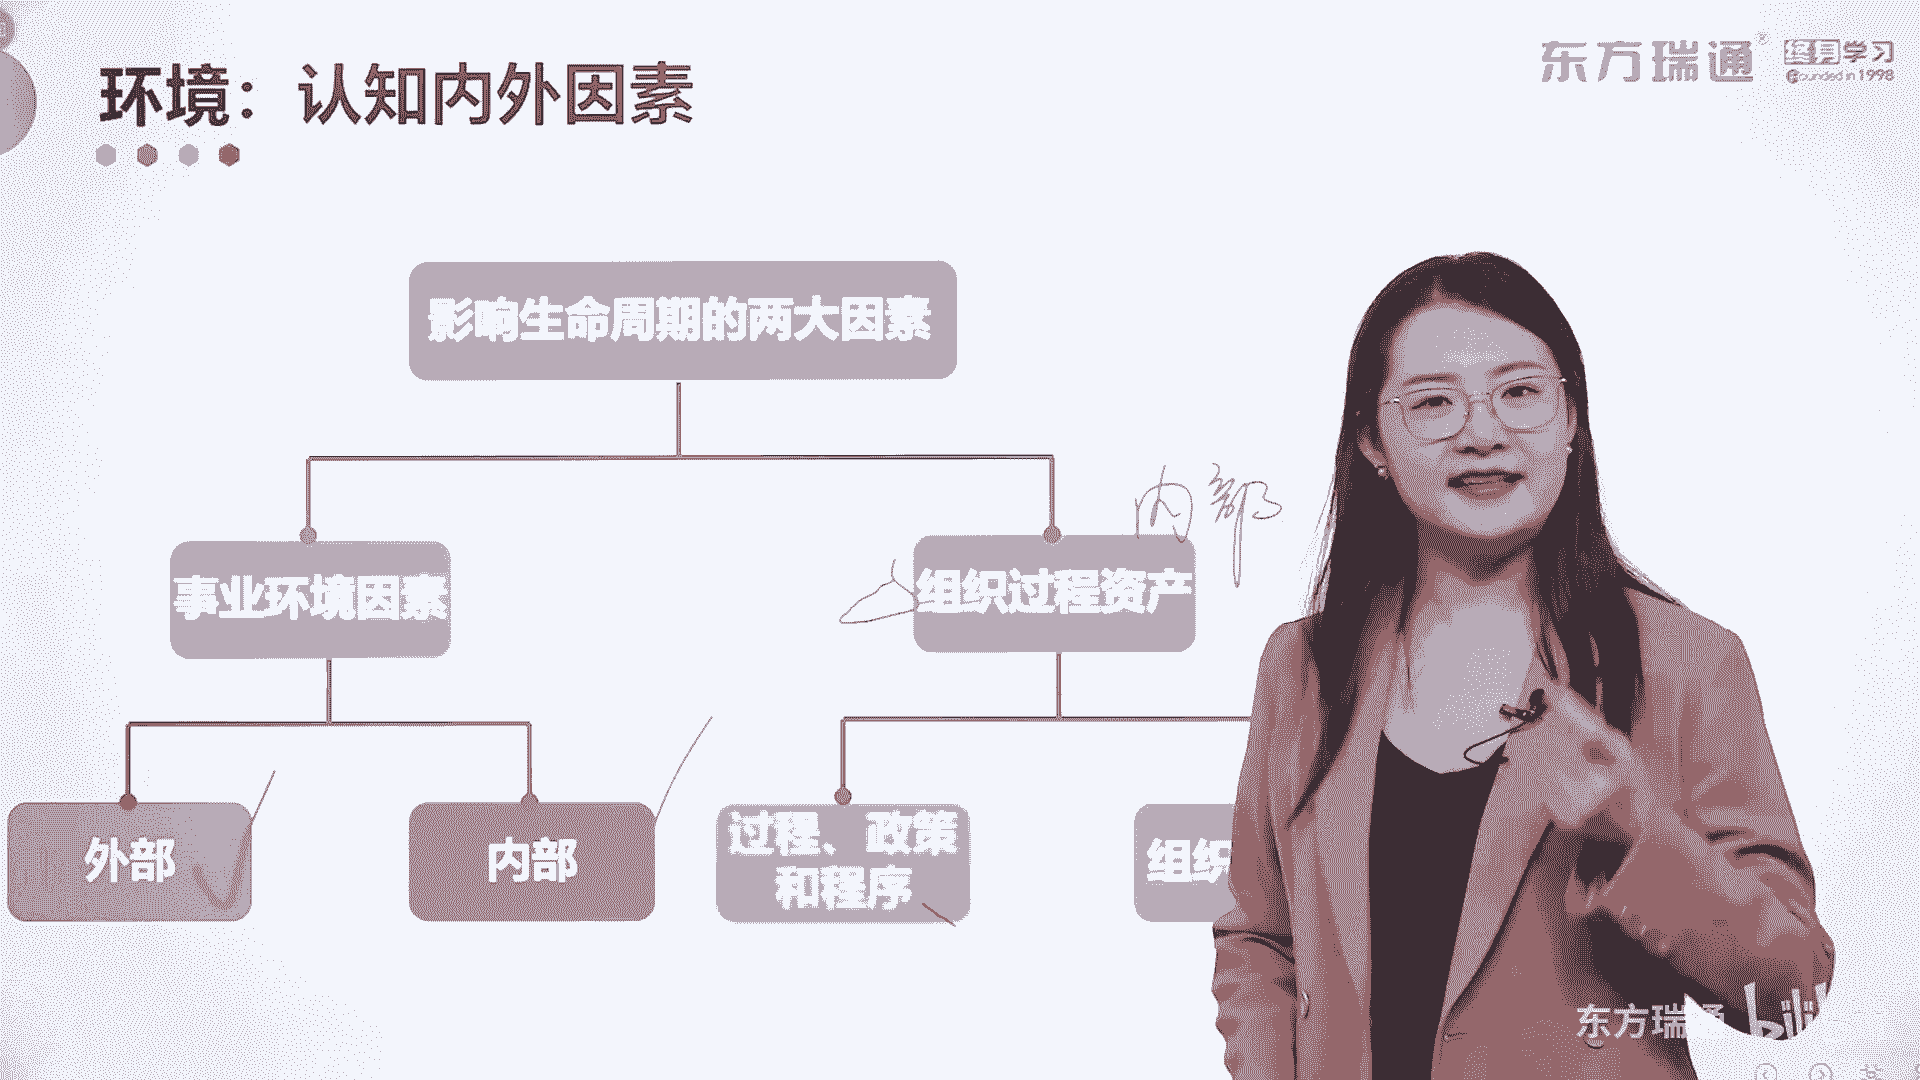 环境：认知内外因素
东方瑞通® 终身学习
Founded in 1998
影响生命周期的两大因素
内部
事业环境因素
组织过程资产
外部
内部
过程、政策
和程序
组织
东方瑞通 bili